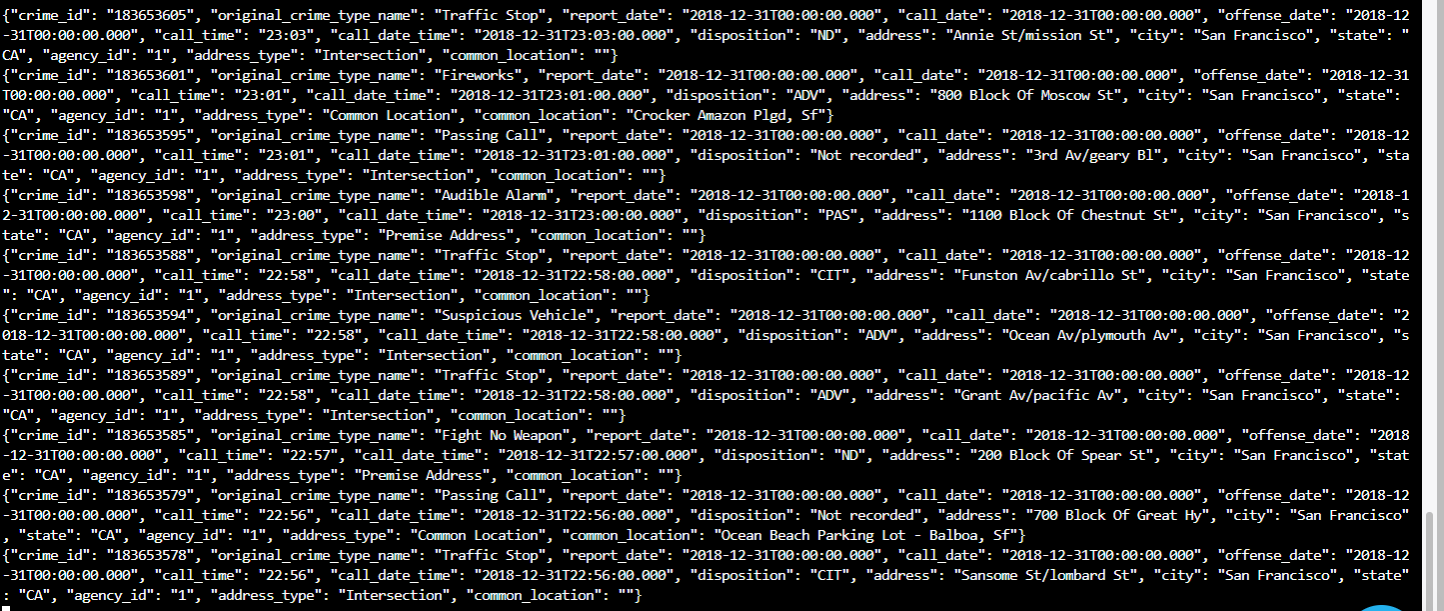 {"crime_id": "183653605", "original_crime_type_name": "Traffic Stop", "report_date": "2018-12-31T00:00:00.000", "call_date": "2018-12-31T00:00:00.000", "offense_date": "2018-12
-31T00:00:00.000", "call_time": "23:03", "call_date_time": "2018-12-31T23:03:00.000", "disposition": "ND", "address": "Annie St/mission St", "city": "San Francisco", "state": "
CA", "agency_id": "1", "address_type": "Intersection", "common_location": ""}
{"crime_id": "183653601", "original_crime_type_name": "Fireworks", "report_date": "2018-12-31T00:00:00.000", "call_date": "2018-12-31T00:00:00.000", "offense_date": "2018-12-31
T00:00:00.000", "call_time": "23:01", "call_date_time": "2018-12-31T23:01:00.000", "disposition": "ADV", "address": "800 Block Of Moscow St", "city": "San Francisco", "state":
"CA", "agency_id": "1", "address_type": "Common Location", "common_location": "Crocker Amazon Plgd, Sf"}
{"crime_id": "183653595", "original_crime_type_name": "Passing Call", "report_date": "2018-12-31T00:00:00.000", "call_date": "2018-12-31T00:00:00.000", "offense_date": "2018-12
-31T00:00:00.000", "call_time": "23:01", "call_date_time": "2018-12-31T23:01:00.000", "disposition": "Not recorded", "address": "3rd Av/geary Bl", "city": "San Francisco", "sta
te": "CA", "agency_id": "1", "address_type": "Intersection", "common_location": ""}
{"crime_id": "183653598", "original_crime_type_name": "Audible Alarm", "report_date": "2018-12-31T00:00:00.000", "call_date": "2018-12-31T00:00:00.000", "offense_date": "2018-1
2-31T00:00:00.000", "call_time": "23:00", "call_date_time": "2018-12-31T23:00:00.000", "disposition": "PAS", "address": "1100 Block Of Chestnut St", "city": "San Francisco", "s
tate": "CA", "agency_id": "1", "address_type": "Premise Address", "common_location": ""}
{"crime_id": "183653588", "original_crime_type_name": "Traffic Stop", "report_date": "2018-12-31T00:00:00.000", "call_date": "2018-12-31T00:00:00.000", "offense_date": "2018-12
-31T00:00:00.000", "call_time": "22:58", "call_date_time": "2018-12-31T22:58:00.000", "disposition": "CIT", "address": "Funston Av/cabrillo St", "city": "San Francisco", "state
": "CA", "agency_id": "1", "address_type": "Intersection", "common_location": ""}
{"crime_id": "183653594", "original_crime_type_name": "Suspicious Vehicle", "report_date": "2018-12-31T00:00:00.000", "call_date": "2018-12-31T00:00:00.000", "offense_date": "2
018-12-31T00:00:00.000", "call_time": "22:58", "call_date_time": "2018-12-31T22:58:00.000", "disposition": "ADV", "address": "Ocean Av/plymouth Av", "city": "San Francisco", "s
tate": "CA", "agency_id": "1", "address_type": "Intersection", "common_location": ""}
{"crime_id": "183653589", "original_crime_type_name": "Traffic Stop", "report_date": "2018-12-31T00:00:00.000", "call_date": "2018-12-31T00:00:00.000", "offense_date": "2018-12
-31T00:00:00.000", "call_time": "22:58", "call_date_time": "2018-12-31T22:58:00.000", "disposition": "ADV", "address": "Grant Av/pacific Av", "city": "San Francisco", "state":
"CA", "agency_id": "1", "address_type": "Intersection", "common_location": ""}
{"crime_id": "183653585", "original_crime_type_name": "Fight No Weapon", "report_date": "2018-12-31T00:00:00.000", "call_date": "2018-12-31T00:00:00.000", "offense_date": "2018
-12-31T00:00:00.000", "call_time": "22:57", "call_date_time": "2018-12-31T22:57:00.000", "disposition": "ND", "address": "200 Block Of Spear St", "city": "San Francisco", "stat
e": "CA", "agency_id": "1", "address_type": "Premise Address", "common_location": ""}
{"crime_id": "183653579", "original_crime_type_name": "Passing Call", "report_date": "2018-12-31T00:00:00.000", "call_date": "2018-12-31T00:00:00.000", "offense_date": "2018-12
-31T00:00:00.000", "call_time": "22:56", "call_date_time": "2018-12-31T22:56:00.000", "disposition": "Not recorded", "address": "700 Block Of Great Hy", "city": "San Francisco"
, "state": "CA", "agency_id": "1", "address_type": "Common Location", "common_location": "Ocean Beach Parking Lot - Balboa, Sf"}
{"crime_id": "183653578", "original_crime_type_name": "Traffic Stop", "report_date": "2018-12-31T00:00:00.000", "call_date": "2018-12-31T00:00:00.000", "offense_date": "2018-12
-31T00:00:00.000", "call_time": "22:56", "call_date_time": "2018-12-31T22:56:00.000", "disposition": "CIT", "address": "Sansome St/lombard St", "city": "San Francisco", "state"
: "CA", "agency_id": "1", "address_type": "Intersection", "common_location": ""}